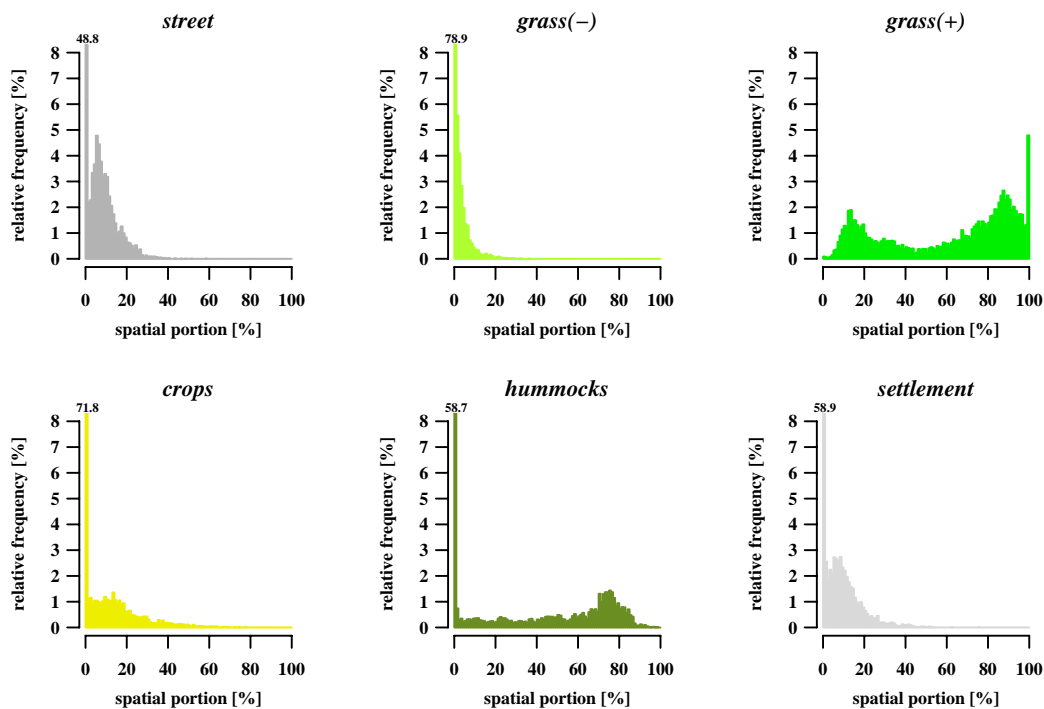 street
48.8
8
7
6
5
4
3
2
1
0
relative frequency [%]
0 20 40 60 80 100
spatial portion [%]
grass(−)
78.9
8
7
6
5
4
3
2
1
0
relative frequency [%]
0 20 40 60 80 100
spatial portion [%]
grass(+)
8
7
6
5
4
3
2
1
0
relative frequency [%]
0 20 40 60 80 100
spatial portion [%]
crops
71.8
8
7
6
5
4
3
2
1
0
relative frequency [%]
0 20 40 60 80 100
spatial portion [%]
hummocks
58.7
8
7
6
5
4
3
2
1
0
relative frequency [%]
0 20 40 60 80 100
spatial portion [%]
settlement
58.9
8
7
6
5
4
3
2
1
0
relative frequency [%]
0 20 40 60 80 100
spatial portion [%]